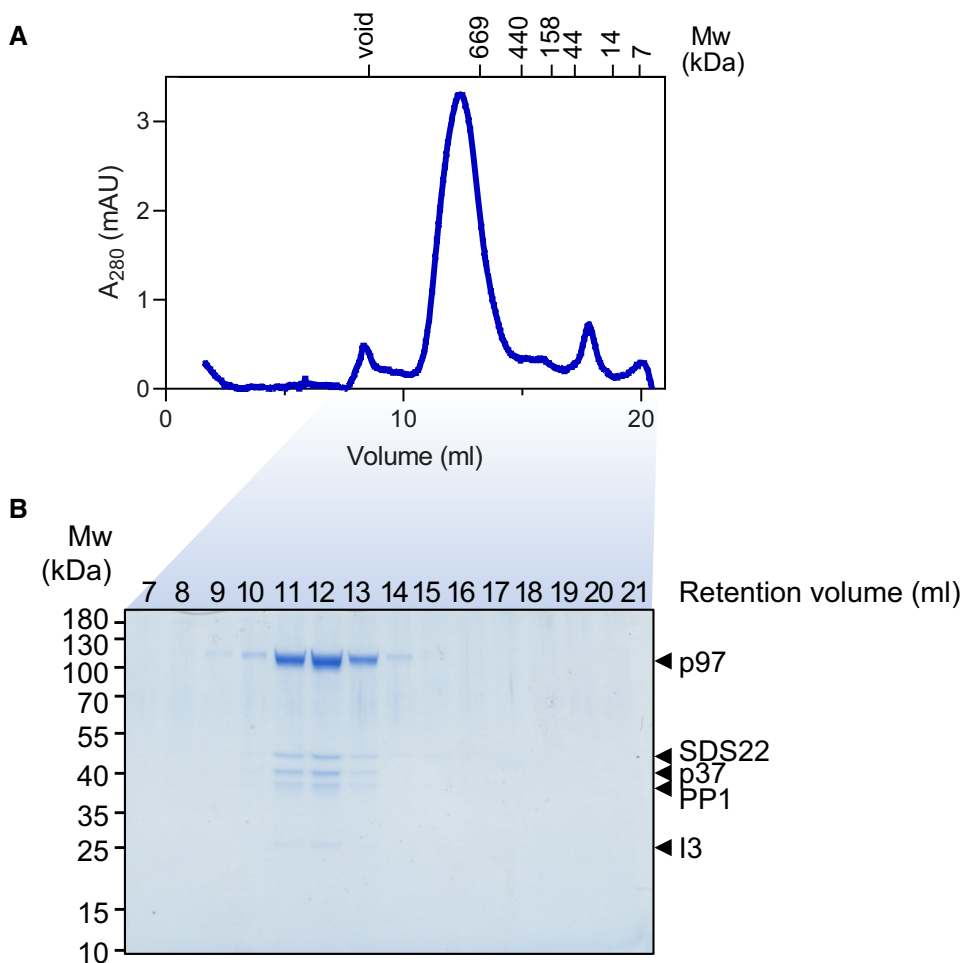 A
void 669 440 158 44 14 7 Mw
(kDa)
3
2
1
0
A280 (mAU)
0 10 20
Volume (ml)
B
Mw
(kDa)
7 8 9 10 11 12 13 14 15 16 17 18 19 20 21 Retention volume (ml)
180
130
100
70
55
40
35
25
15
10
p97
SDS22
p37
PP1
I3